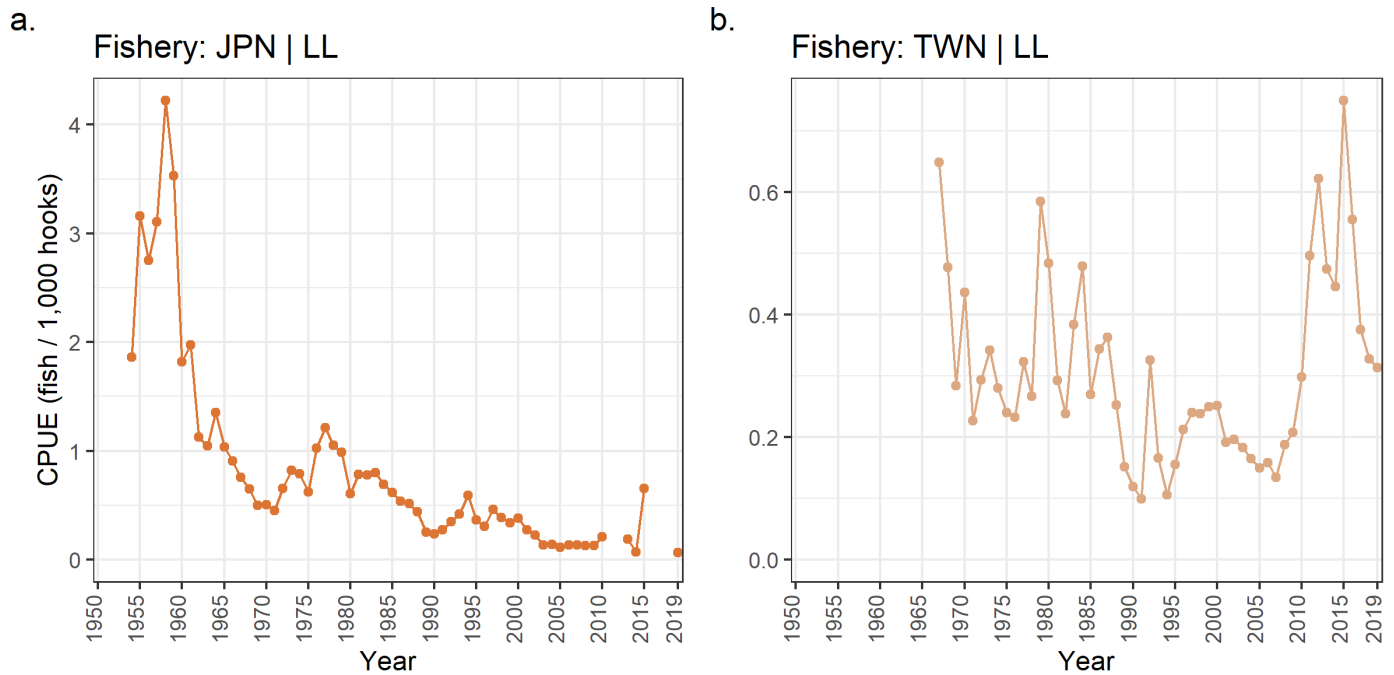 a.
Fishery: JPN | LL
CPUE (fish / 1,000 hooks)
4
3
2
1
0
1950 1955 1960 1965 1970 1975 1980 1985 1990 1995 2000 2005 2010 2015 2019
Year
b.
Fishery: TWN | LL
0.6
0.4
0.2
0.0
1950 1955 1960 1965 1970 1975 1980 1985 1990 1995 2000 2005 2010 2015 2019
Year